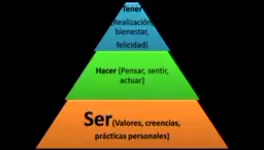 Tener
(Realización,
bienestar,
felicidad)
Hacer (Pensar, sentir,
actuar)
Ser (Valores, creencias,
prácticas personales)